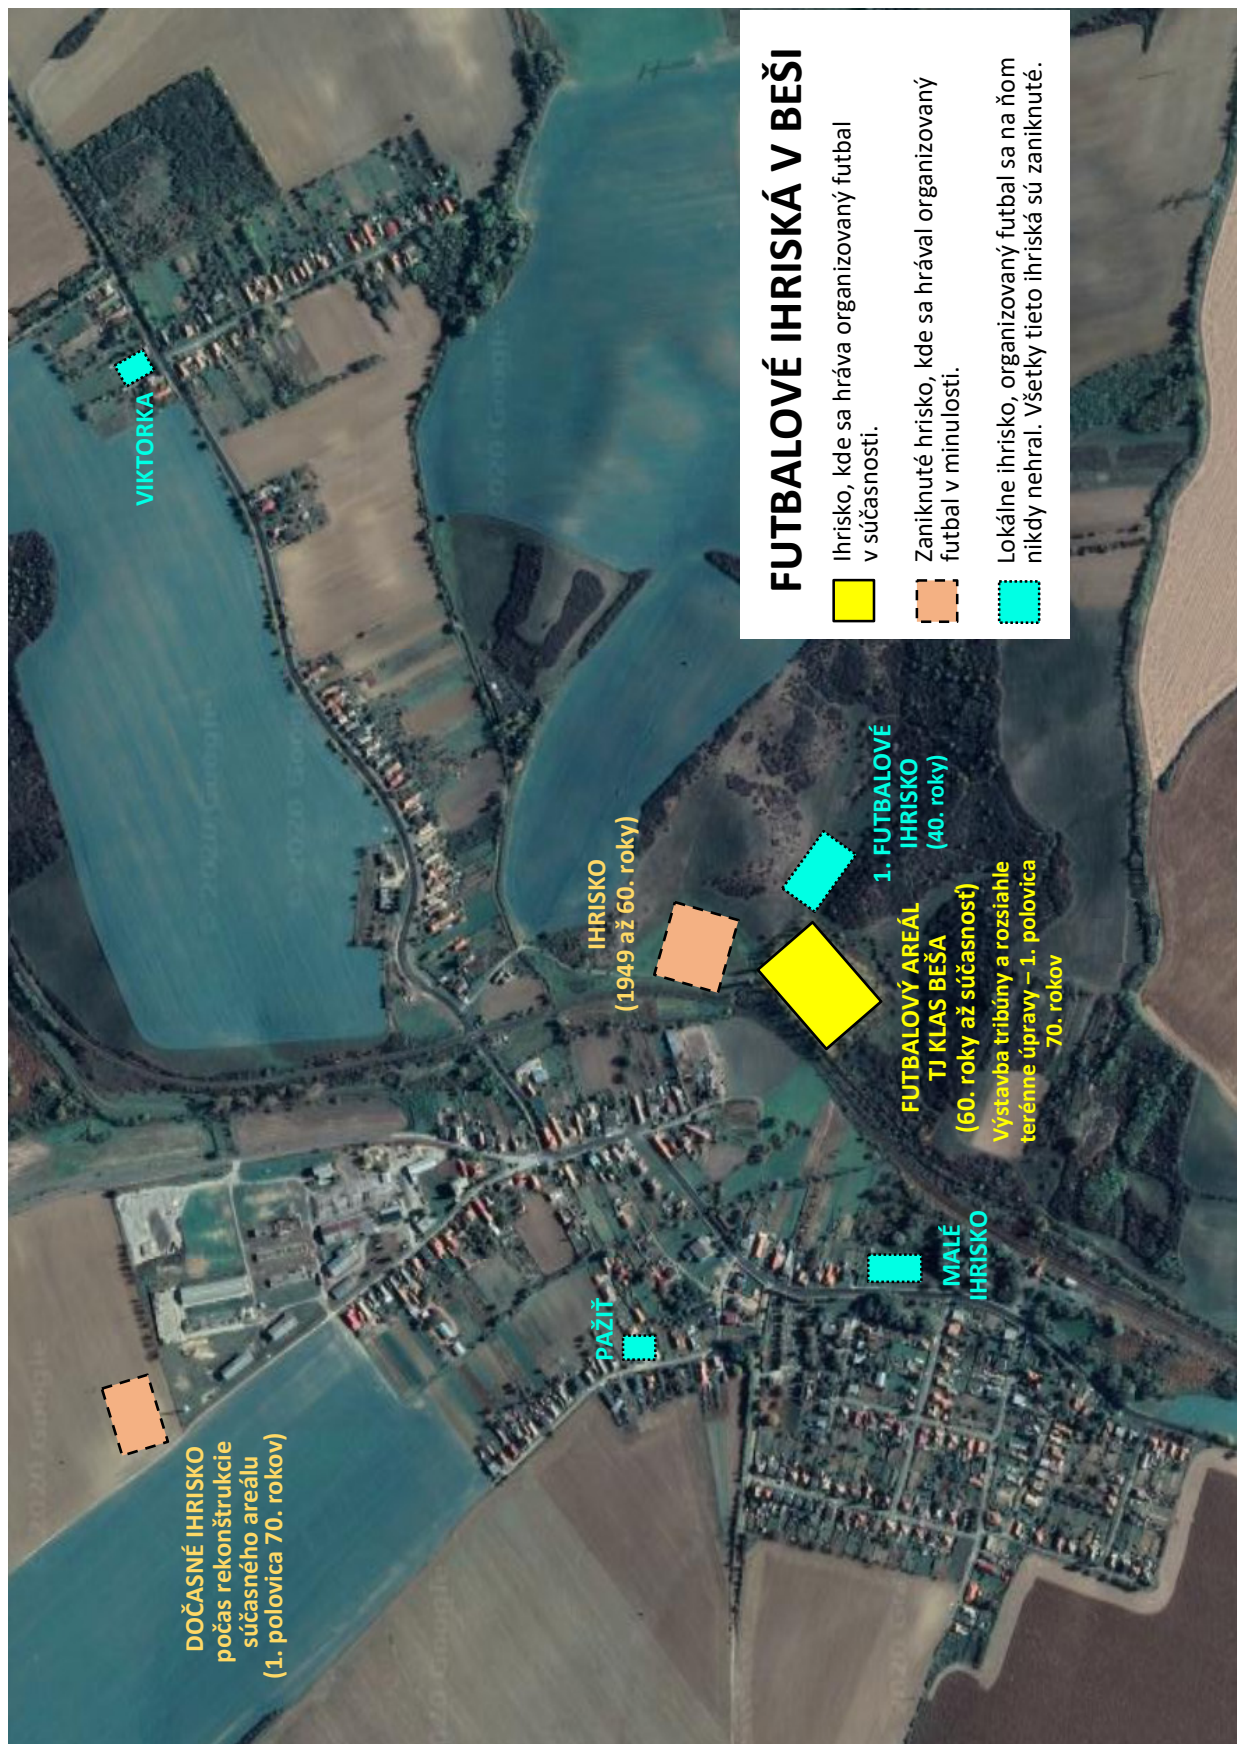 FUTBALOVÉ IHRISKÁ V BEŠI
Ihrisko, kde sa hráva organizovaný futbal
v súčasnosti.
Zaniknuté hrisko, kde sa hrával organizovaný
futbal v minulosti.
Lokálne ihrisko, organizovaný futbal sa na ňom
nikdy nehral. Všetky tieto ihriská sú zaniknuté.
DOČASNÉ IHRISKO
počas rekonštrukcie
súčasného areálu
(1. polovica 70. rokov)
VIKTORKA
PAŽIŤ
IHRISKO
(1949 až 60. roky)
1. FUTBALOVÉ
IHRISKO
(40. roky)
FUTBALOVÝ AREÁL
TJ KLAS BEŠA
(60. roky až súčasnosť)
Výstavba tribúny a rozsiahle
terénne úpravy – 1. polovica
70. rokov
MALÉ
IHRISKO